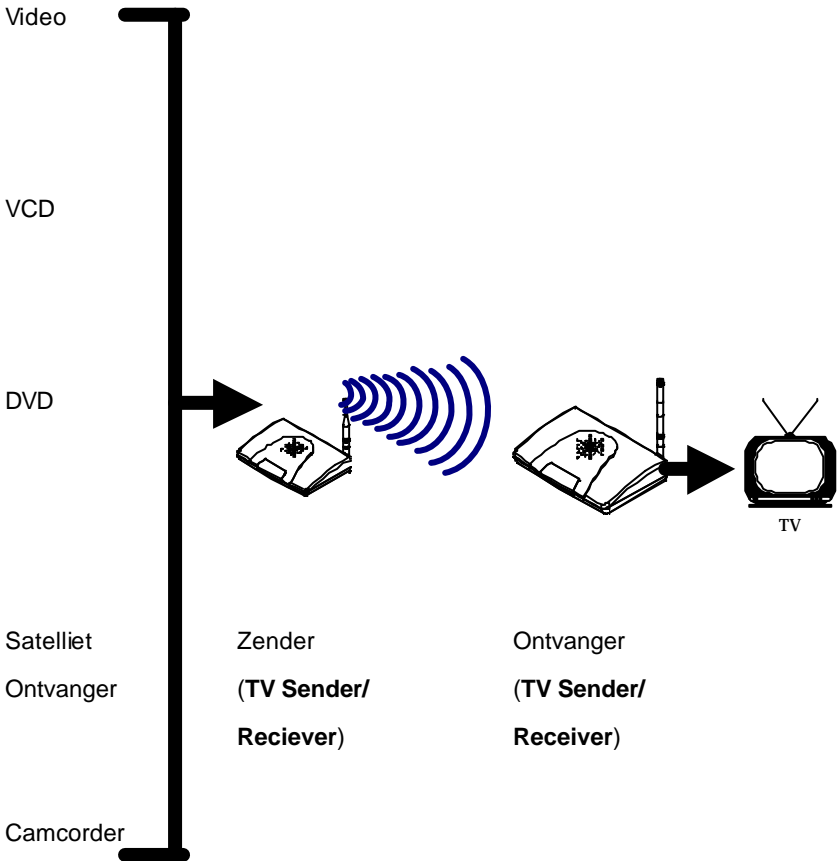 Video
VCD
DVD
TV
Satelliet
Ontvanger
Zender
(TV Sender/
Reciever)
Ontvanger
(TV Sender/
Receiver)
Camcorder